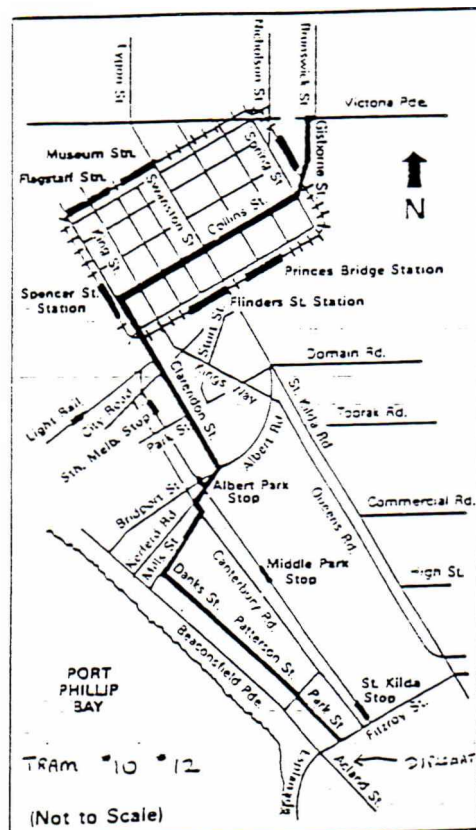 Lygon St.
Nicholson St.
Brunswick St.
Victoria Pde.
Gisborne St.
Museum Stn.
Flagstaff Stn.
Spring St.
Swanston St.
N
King St.
Collins St.
Princes Bridge Station
Spencer St.
Station
Flinders St. Station
Domain Rd.
Clarendon St.
Kings Way
St. Kilda Rd.
Toorak Rd.
Light Rail
City Road
Sth. Melb Stop
Park St.
Albert Rd
Albert Park
Stop
Bridport St.
Queens Rd.
Commercial Rd.
Kerferd Rd
Mills St.
Canterbury Rd.
Middle Park
Stop
High St.
Danks St.
Patterson St.
Beaconsfield Pde.
St. Kilda
Stop
Park St
Fitzroy St.
PORT
PHILLIP
BAY
TRAM #10 #12
Acland St.
(Not to Scale)